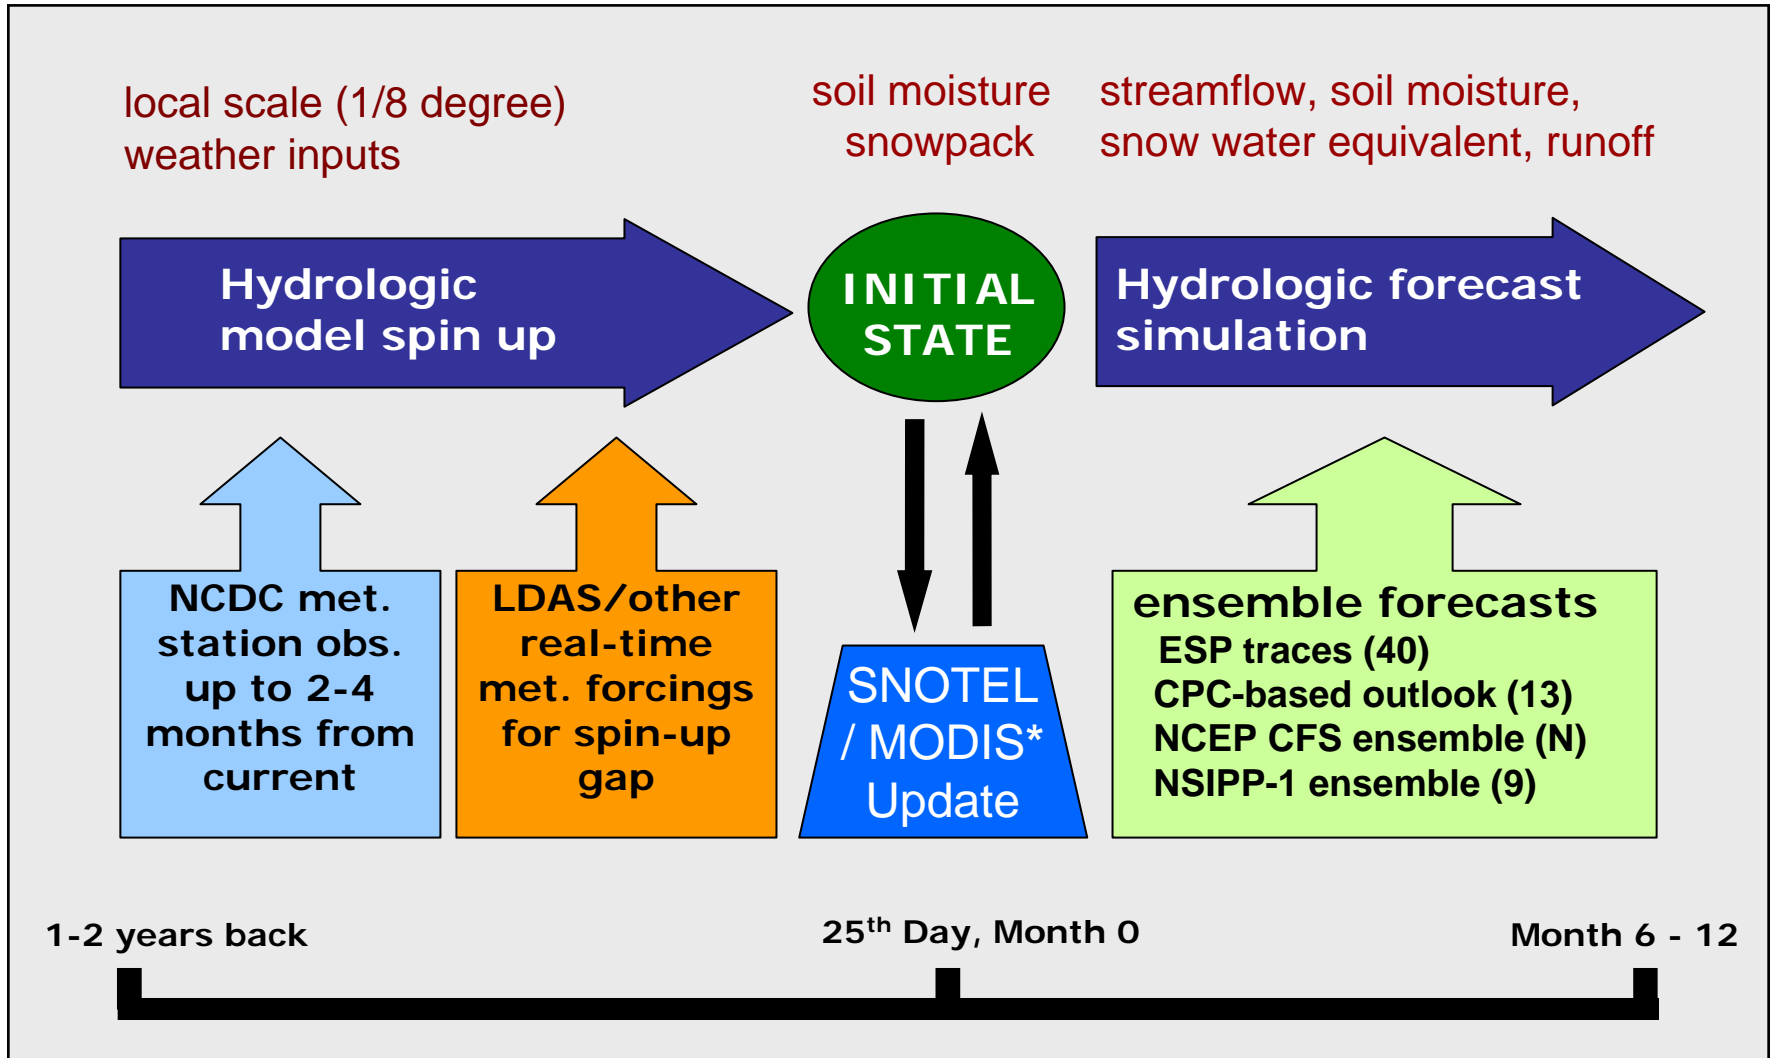 local scale (1/8 degree)
weather inputs
soil moisture
snowpack
streamflow, soil moisture,
snow water equivalent, runoff
Hydrologic
model spin up
INITIAL
STATE
Hydrologic forecast
simulation
NCDC met.
station obs.
up to 2-4
months from
current
LDAS/other
real-time
met. forcings
for spin-up
gap
SNOTEL
/ MODIS*
Update
ensemble forecasts
ESP traces (40)
CPC-based outlook (13)
NCEP CFS ensemble (N)
NSIPP-1 ensemble (9)
1-2 years back
25th Day, Month 0
Month 6 - 12